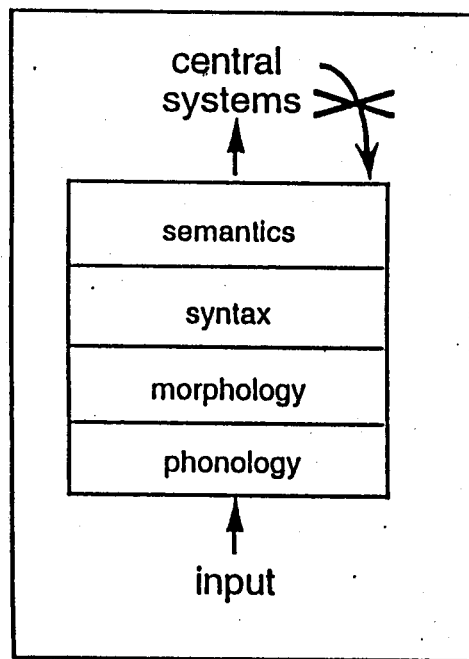 central
systems
semantics
syntax
morphology
phonology
input